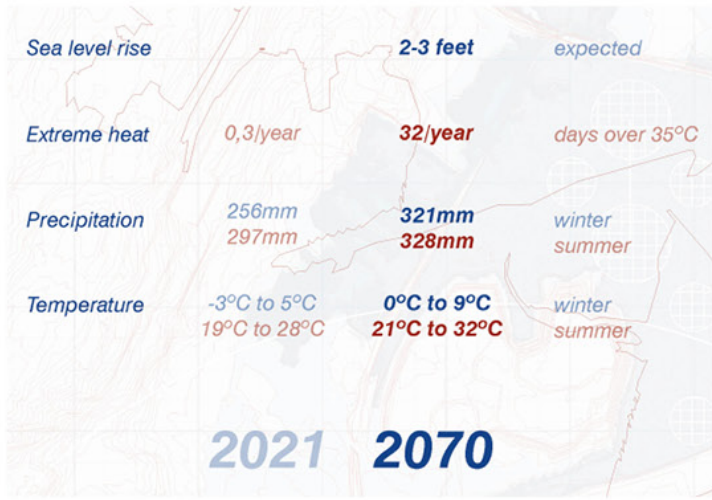 Sea level rise 2-3 feet expected
Extreme heat 0,3/year 32/year days over 35°C
Precipitation 256mm 321mm winter
297mm 328mm summer
Temperature -3°C to 5°C 0°C to 9°C winter
19°C to 28°C 21°C to 32°C summer
2021 2070